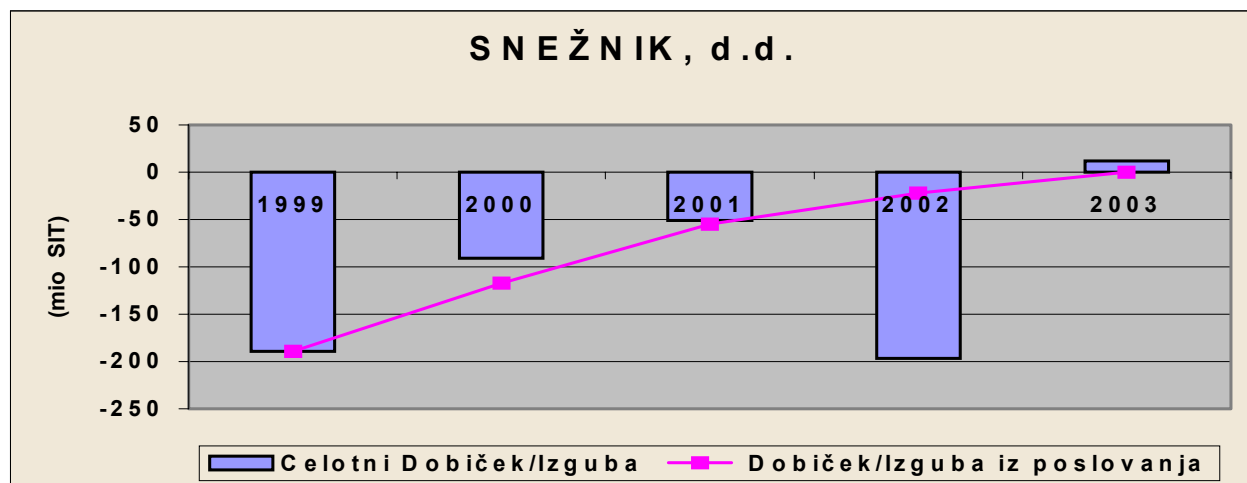 SNEŽNIK, d.d.
50
0
-50
-100
-150
-200
-250
(mio SIT)
1999 2000 2001 2002 2003
Celotni Dobiček/Izguba Dobiček/Izguba iz poslovanja